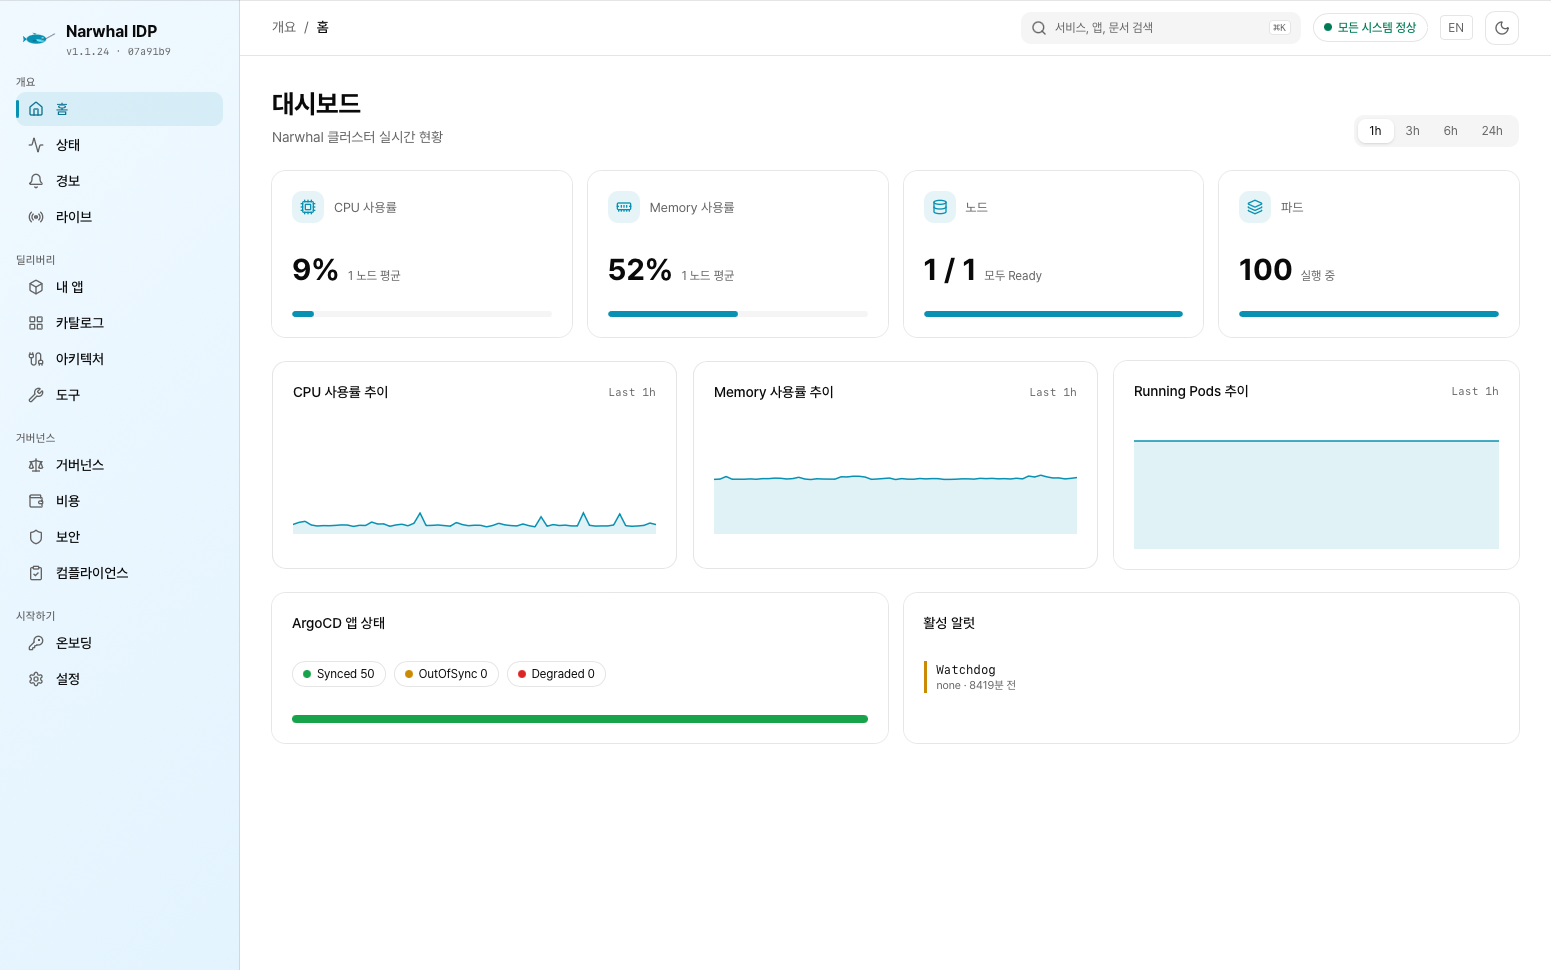 Narwhal IDP
v1.1.24 · 07a91b9
개요
홈
상태
경보
라이브
딜리버리
내 앱
카탈로그
아키텍처
도구
거버넌스
거버넌스
비용
보안
컴플라이언스
시작하기
온보딩
설정
개요 / 홈
서비스, 앱, 문서 검색
⌘K
모든 시스템 정상
EN
대시보드
Narwhal 클러스터 실시간 현황
1h 3h 6h 24h
CPU 사용률
9% 1 노드 평균
Memory 사용률
52% 1 노드 평균
노드
1 / 1 모두 Ready
파드
100 실행 중
CPU 사용률 추이
Last 1h
Memory 사용률 추이
Last 1h
Running Pods 추이
Last 1h
ArgoCD 앱 상태
Synced 50
OutOfSync 0
Degraded 0
활성 알럿
Watchdog
none · 8419분 전